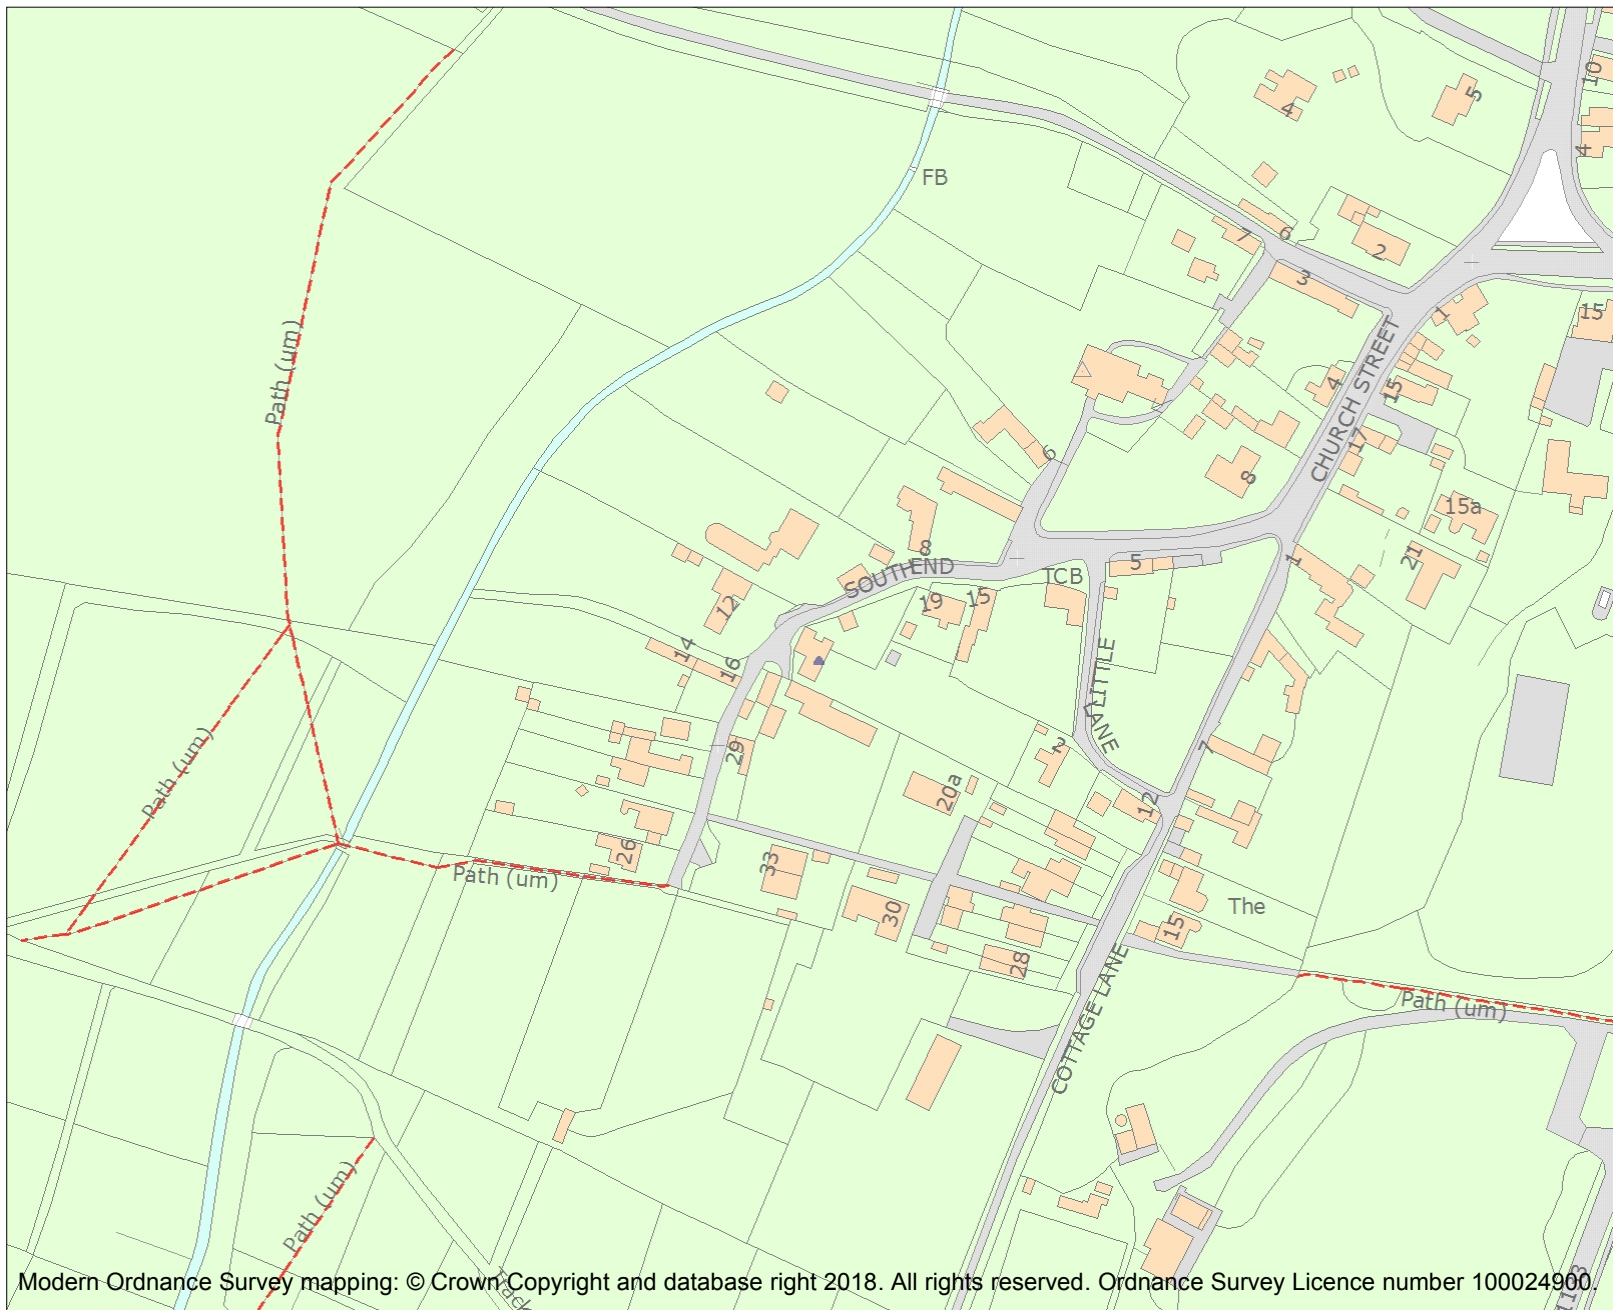 10
5
4
4
FB
6
7
2
3
1
15
Path (um)
CHURCH STREET
4
15
17
6
8
15a
8
SOUTH END
TCB
5
1
21
12
19
15
14
16
LITTLE
LANE
29
2
7
Path (um)
20a
12
26
33
Path (um)
30
The
15
28
COTTAGE LANE
Path (um)
Path (um)
Track
Modern Ordnance Survey mapping: © Crown Copyright and database right 2018. All rights reserved. Ordnance Survey Licence number 100024900.